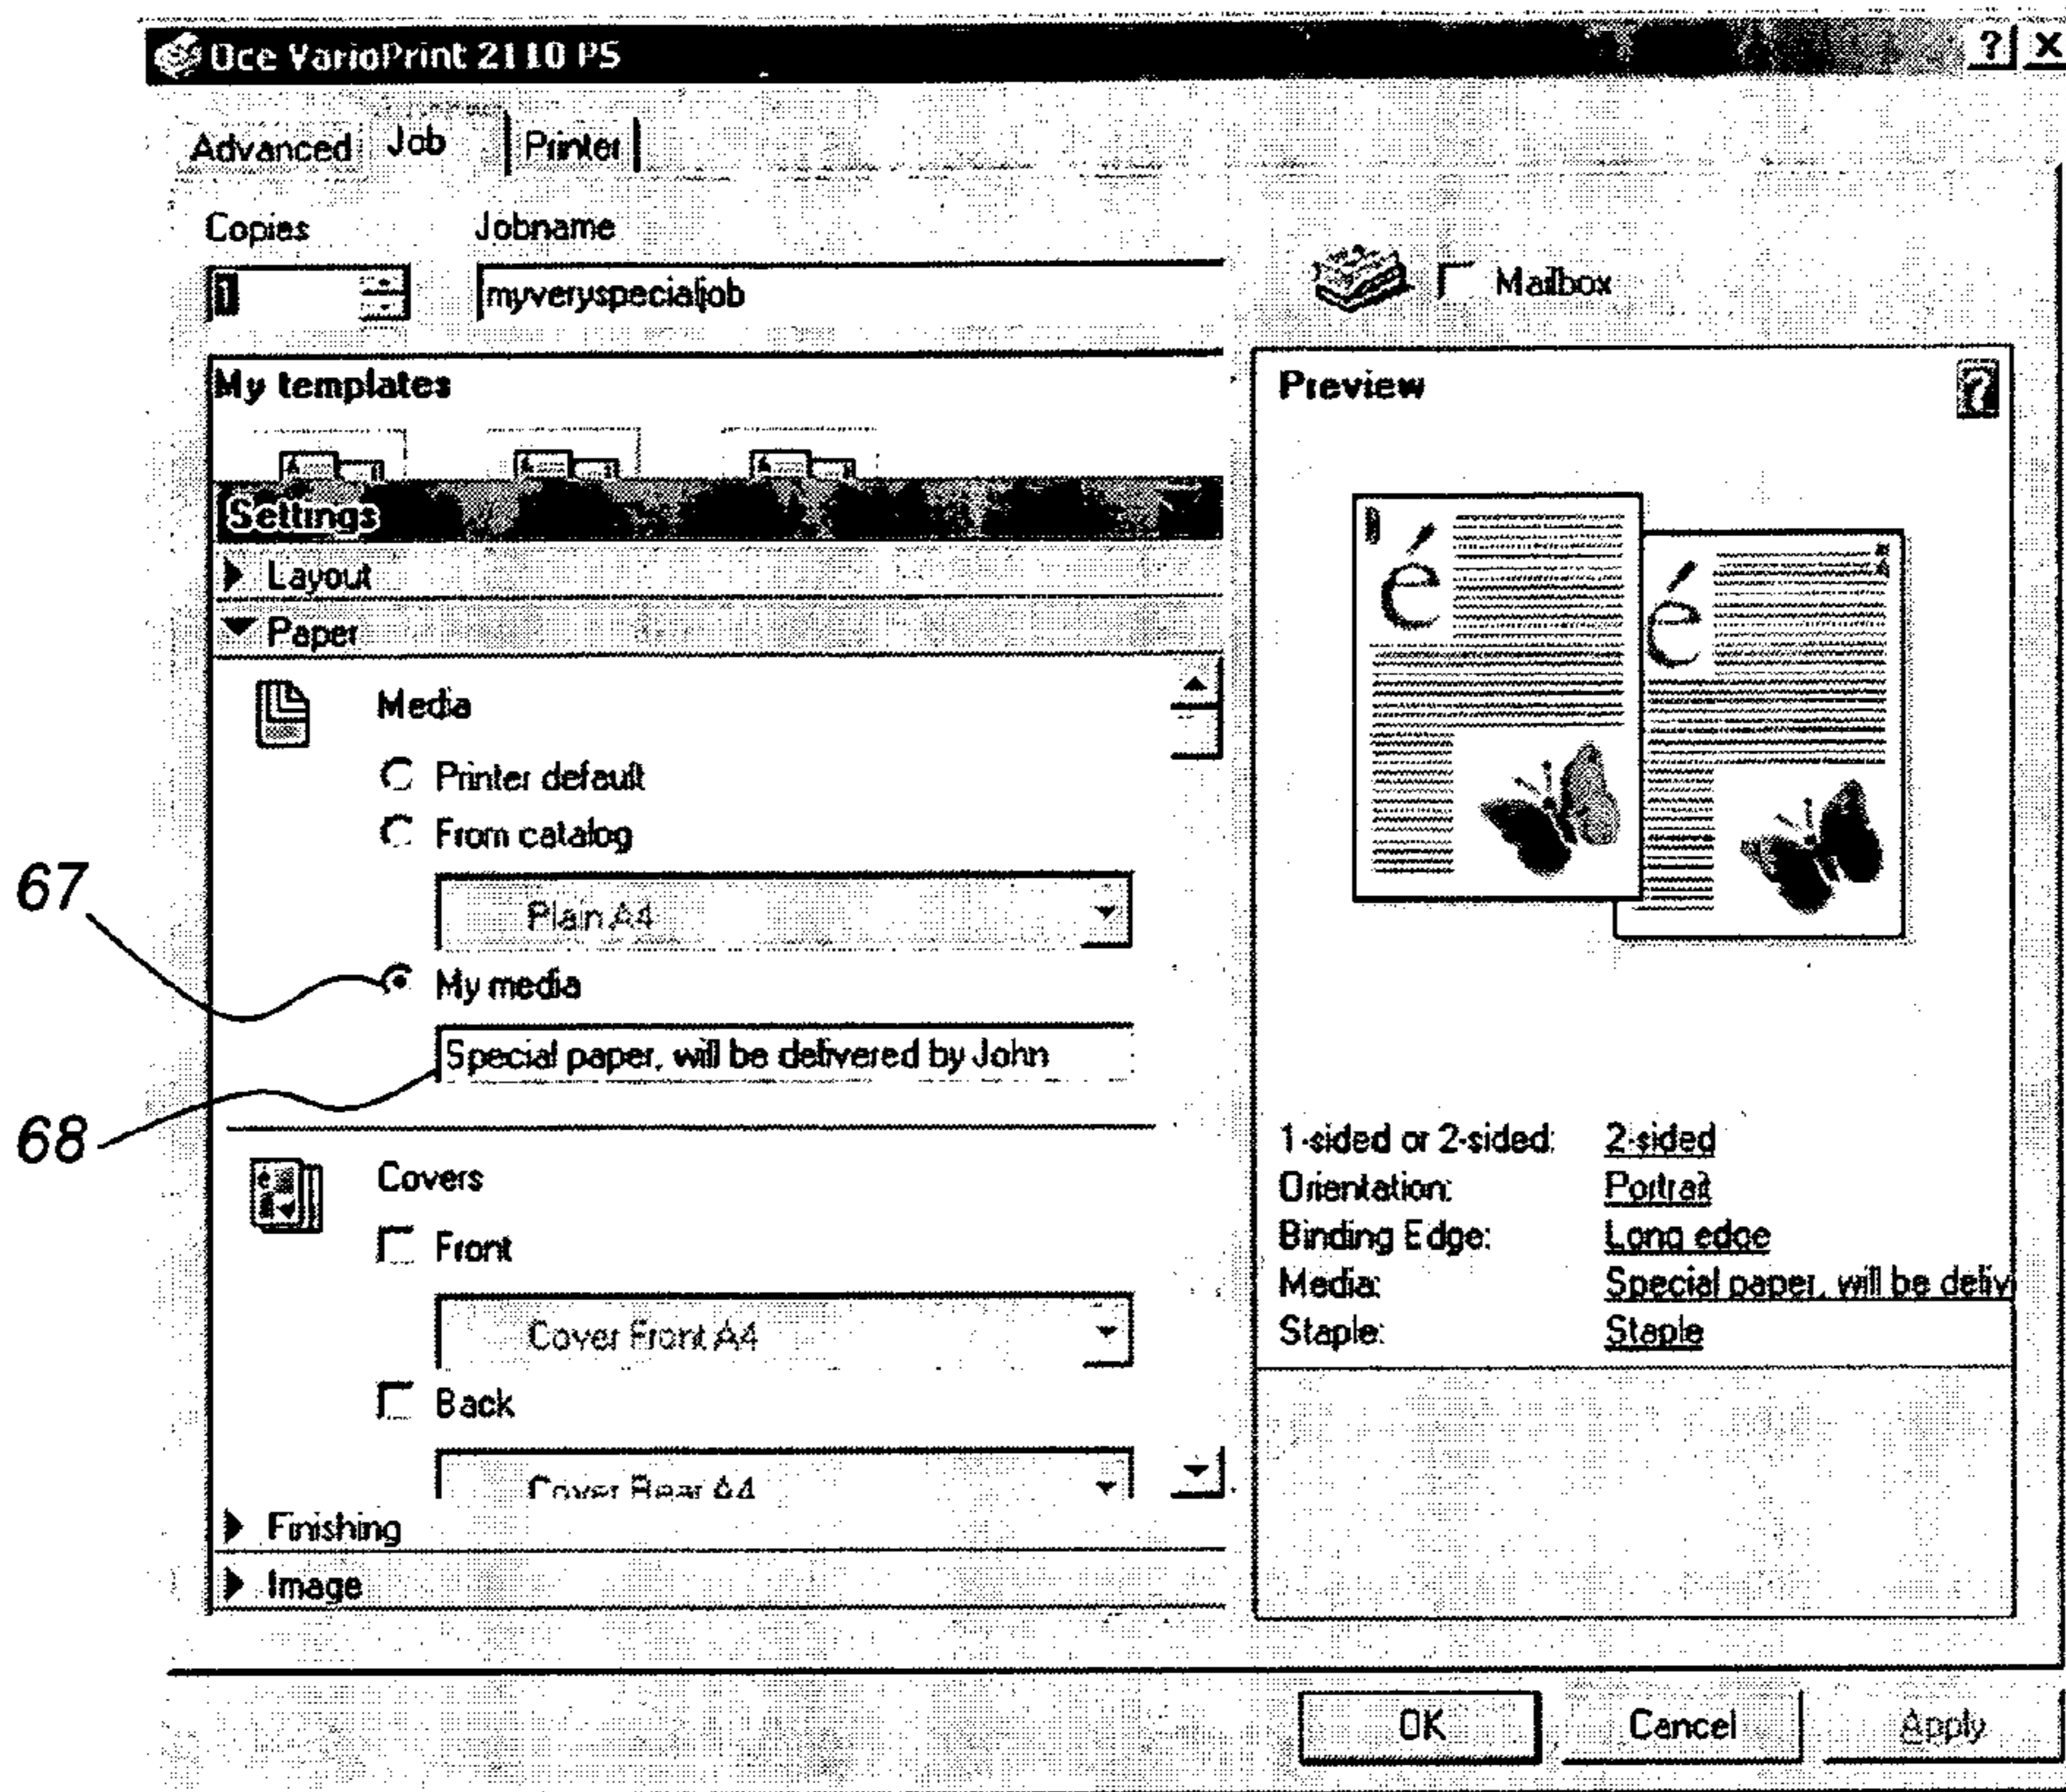 Oce VarioPrint 2110 PS
? X
Advanced Job Printer
Copies Jobname
1 myveryspecialjob
Mailbox
My templates
Settings
Layout
Paper
Media
Printer default
From catalog
Plain A4
67
My media
Special paper, will be delivered by John
68
Covers
Front
Cover Front A4
Back
Cover Rear A4
Finishing
Image
Preview
?
é é
1-sided or 2-sided: 2-sided
Orientation: Portrait
Binding Edge: Long edge
Media: Special paper, will be deliv
Staple: Staple
OK Cancel Apply